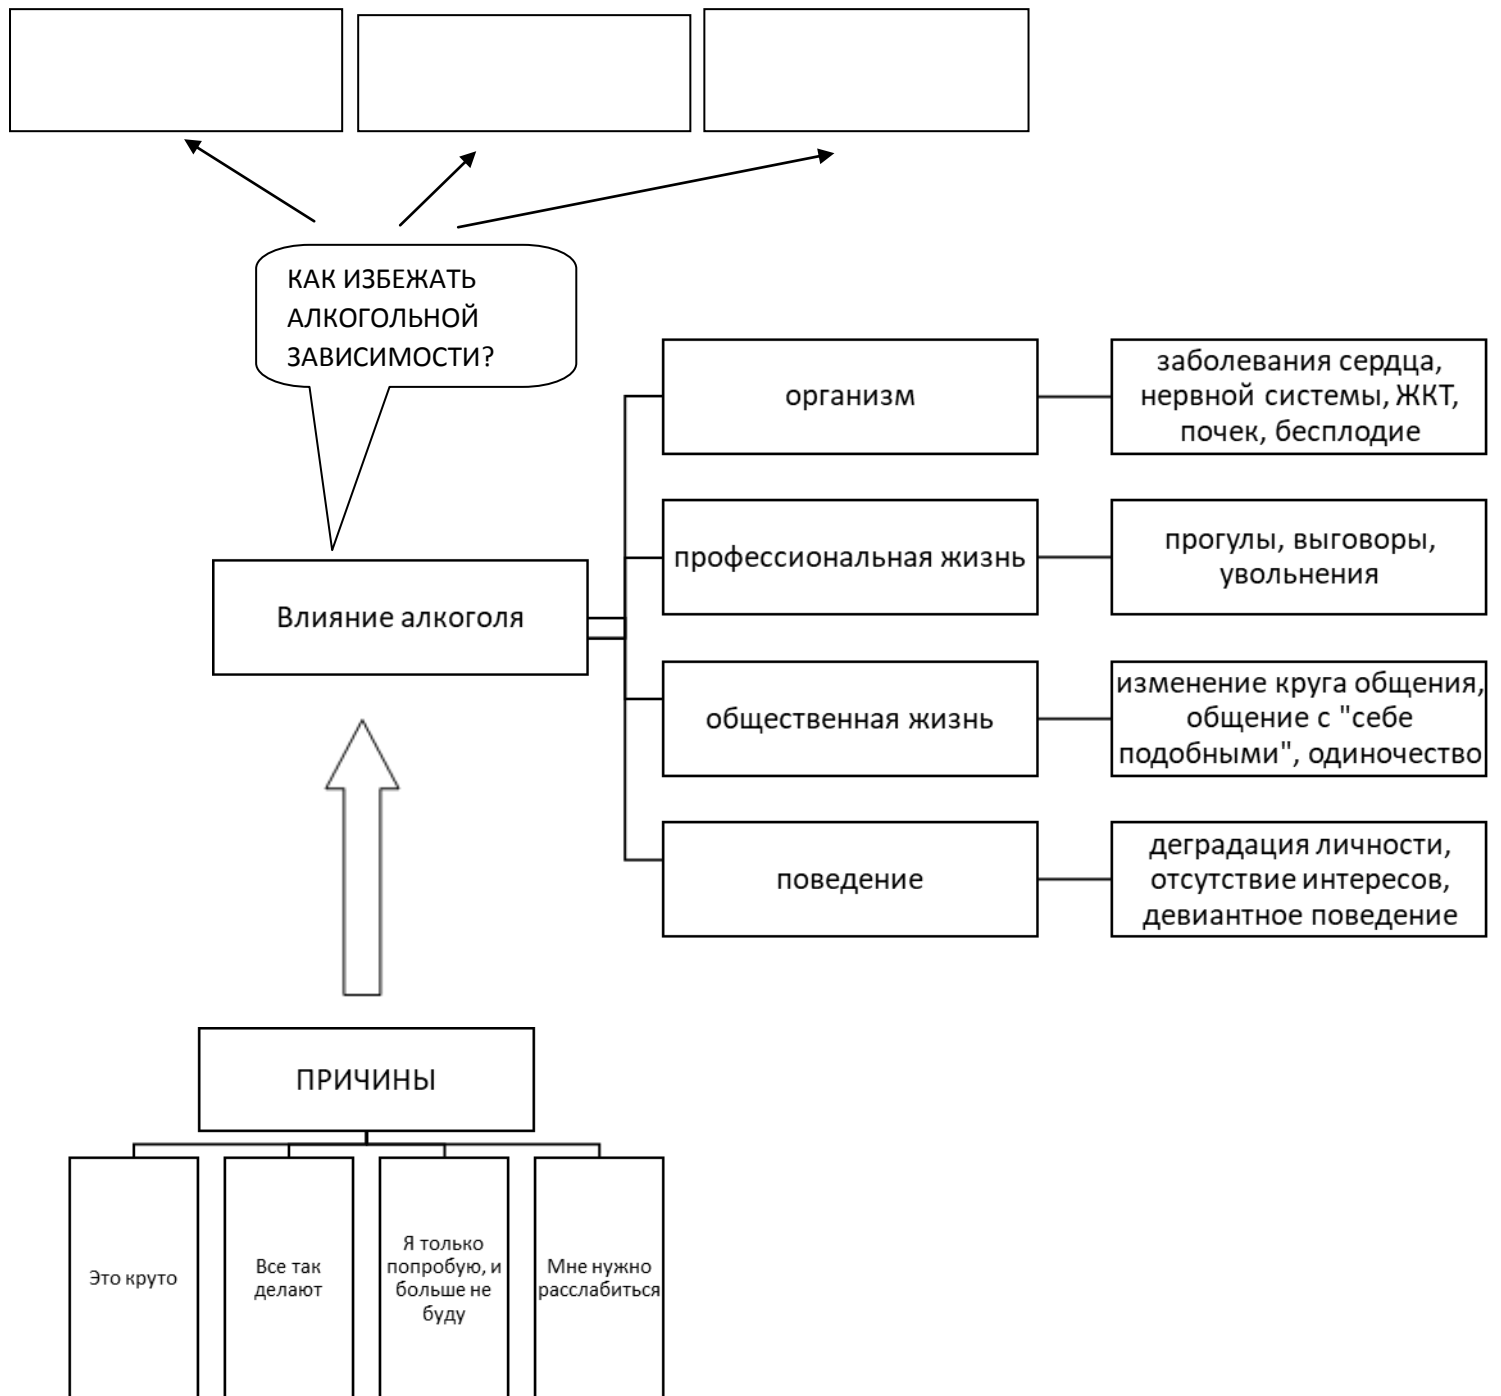 КАК ИЗБЕЖАТЬ
АЛКОГОЛЬНОЙ
ЗАВИСИМОСТИ?
Влияние алкоголя
организм
заболевания сердца,
нервной системы, ЖКТ,
почек, бесплодие
профессиональная жизнь
прогулы, выговоры,
увольнения
общественная жизнь
изменение круга общения,
общение с "себе
подобными", одиночество
поведение
деградация личности,
отсутствие интересов,
девиантное поведение
ПРИЧИНЫ
Это круто
Все так
делают
Я только
попробую, и
больше не
буду
Мне нужно
расслабиться